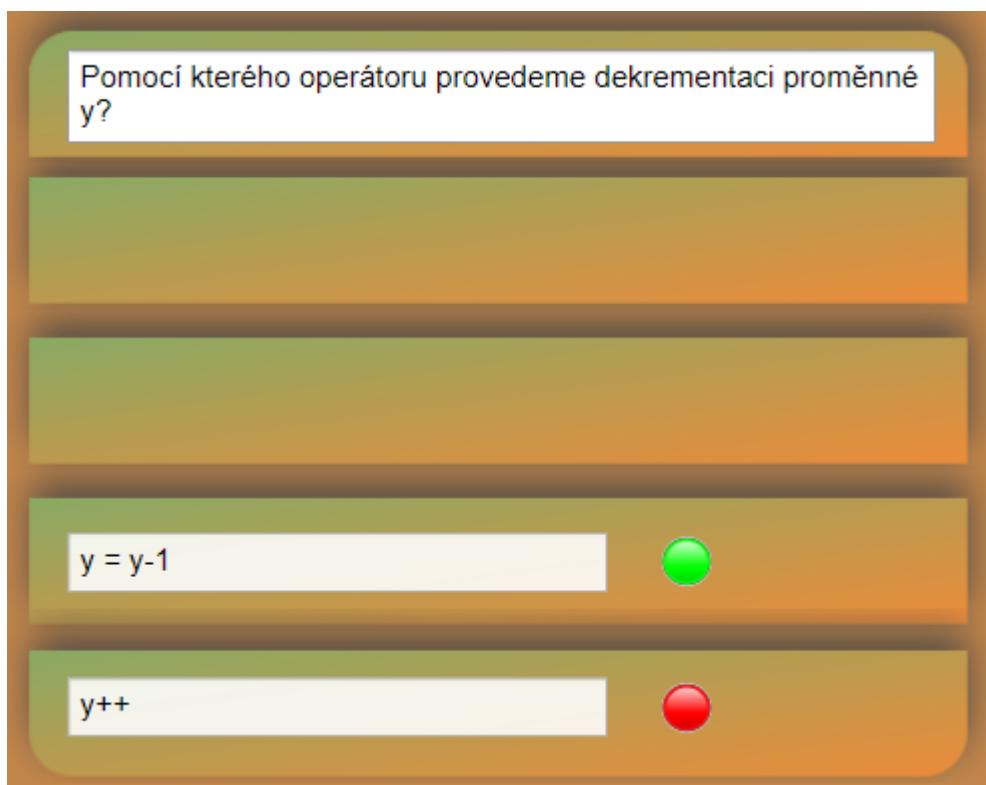 Pomocí kterého operátoru provedeme dekrementaci proměnné
y?
y = y-1
y++